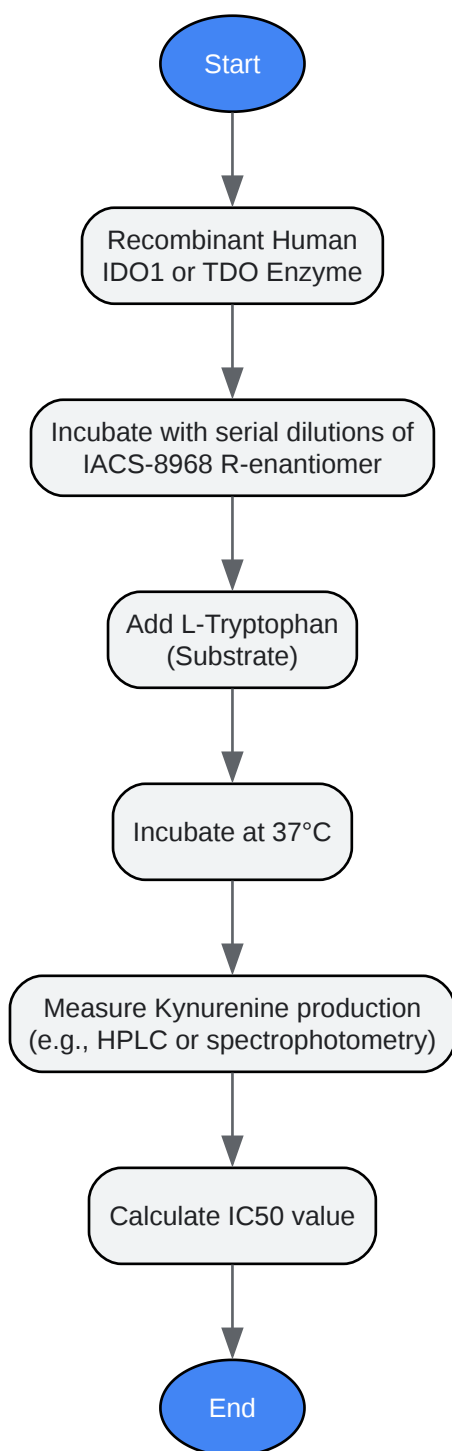 Start
Recombinant Human
IDO1 or TDO Enzyme
Incubate with serial dilutions of
IACS-8968 R-enantiomer
Add L-Tryptophan
(Substrate)
Incubate at 37°C
Measure Kynurenine production
(e.g., HPLC or spectrophotometry)
Calculate IC50 value
End